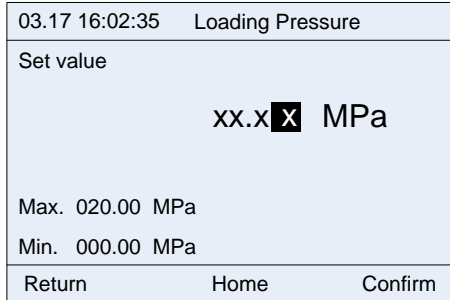 03.17 16:02:35 Loading Pressure
Set value
xx.xx MPa
Max. 020.00 MPa
Min. 000.00 MPa
Return Home Confirm